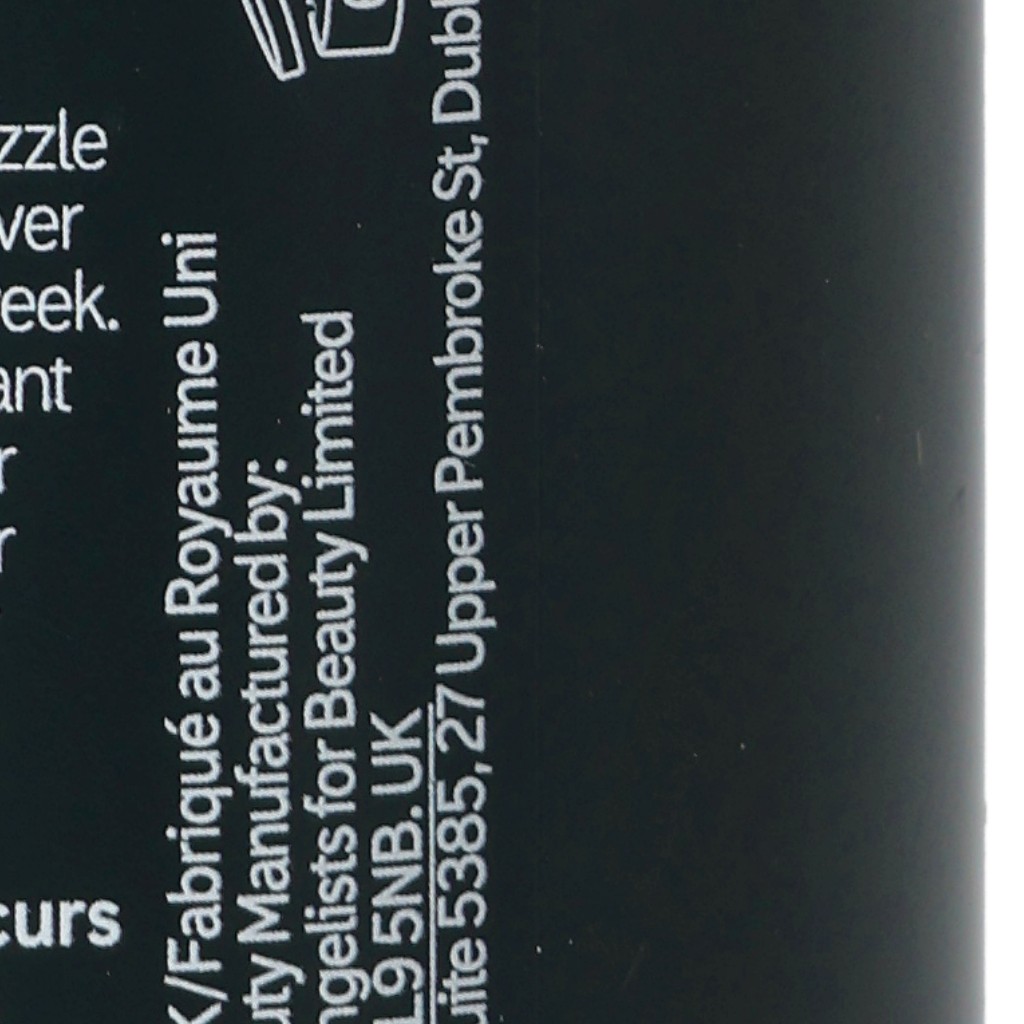 zzle
ver
eek.
ant
r
r
curs
K/Fabriqué au Royaume Uni
uty Manufactured by:
ngelists for Beauty Limited
L9 5NB. UK
uite 5385, 27 Upper Pembroke St, Dubl